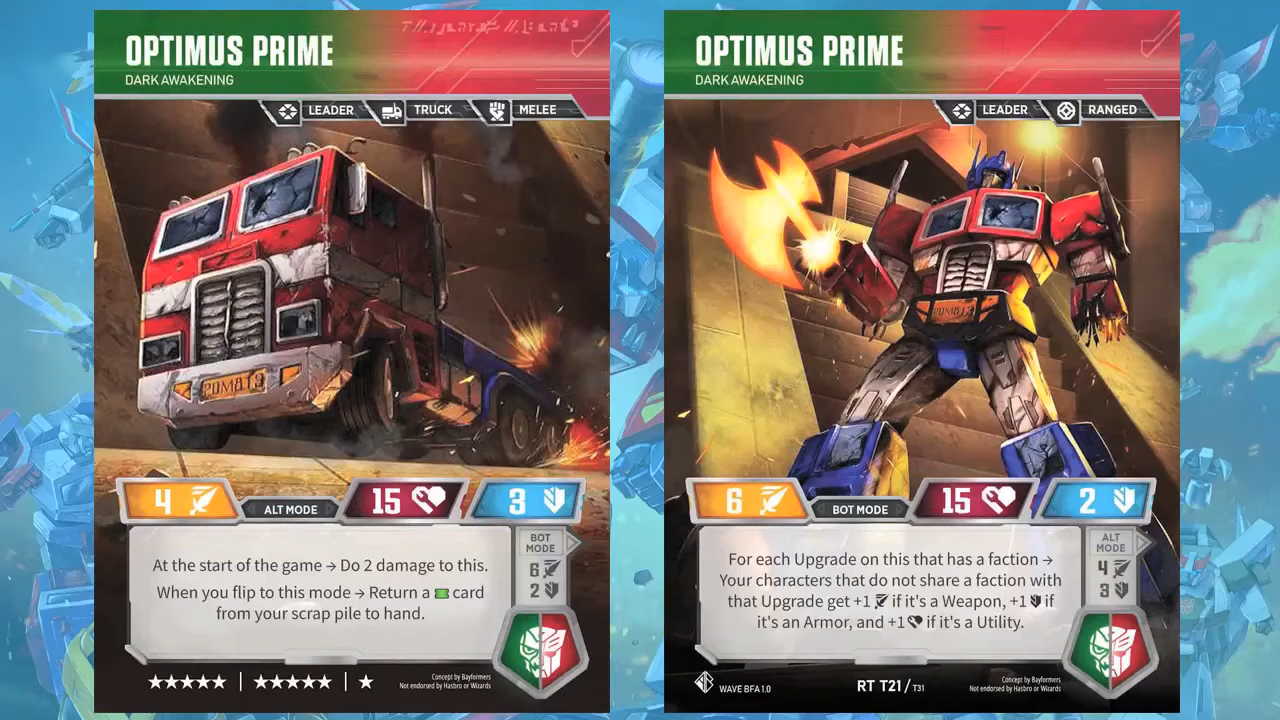 OPTIMUS PRIME
DARK AWAKENING
LEADER
TRUCK
MELEE
4
ALT MODE
15
3
At the start of the game → Do 2 damage to this.
When you flip to this mode → Return a card
from your scrap pile to hand.
BOT
MODE
6
2
Concept by Bayformers
Not endorsed by Hasbro or Wizards
OPTIMUS PRIME
DARK AWAKENING
LEADER
RANGED
6
BOT MODE
15
2
For each Upgrade on this that has a faction →
Your characters that do not share a faction with
that Upgrade get +1 if it's a Weapon, +1 if
it's an Armor, and +1 if it's a Utility.
ALT
MODE
4
3
WAVE BFA 1.0
RT T21/T31
Concept by Bayformers
Not endorsed by Hasbro or Wizards